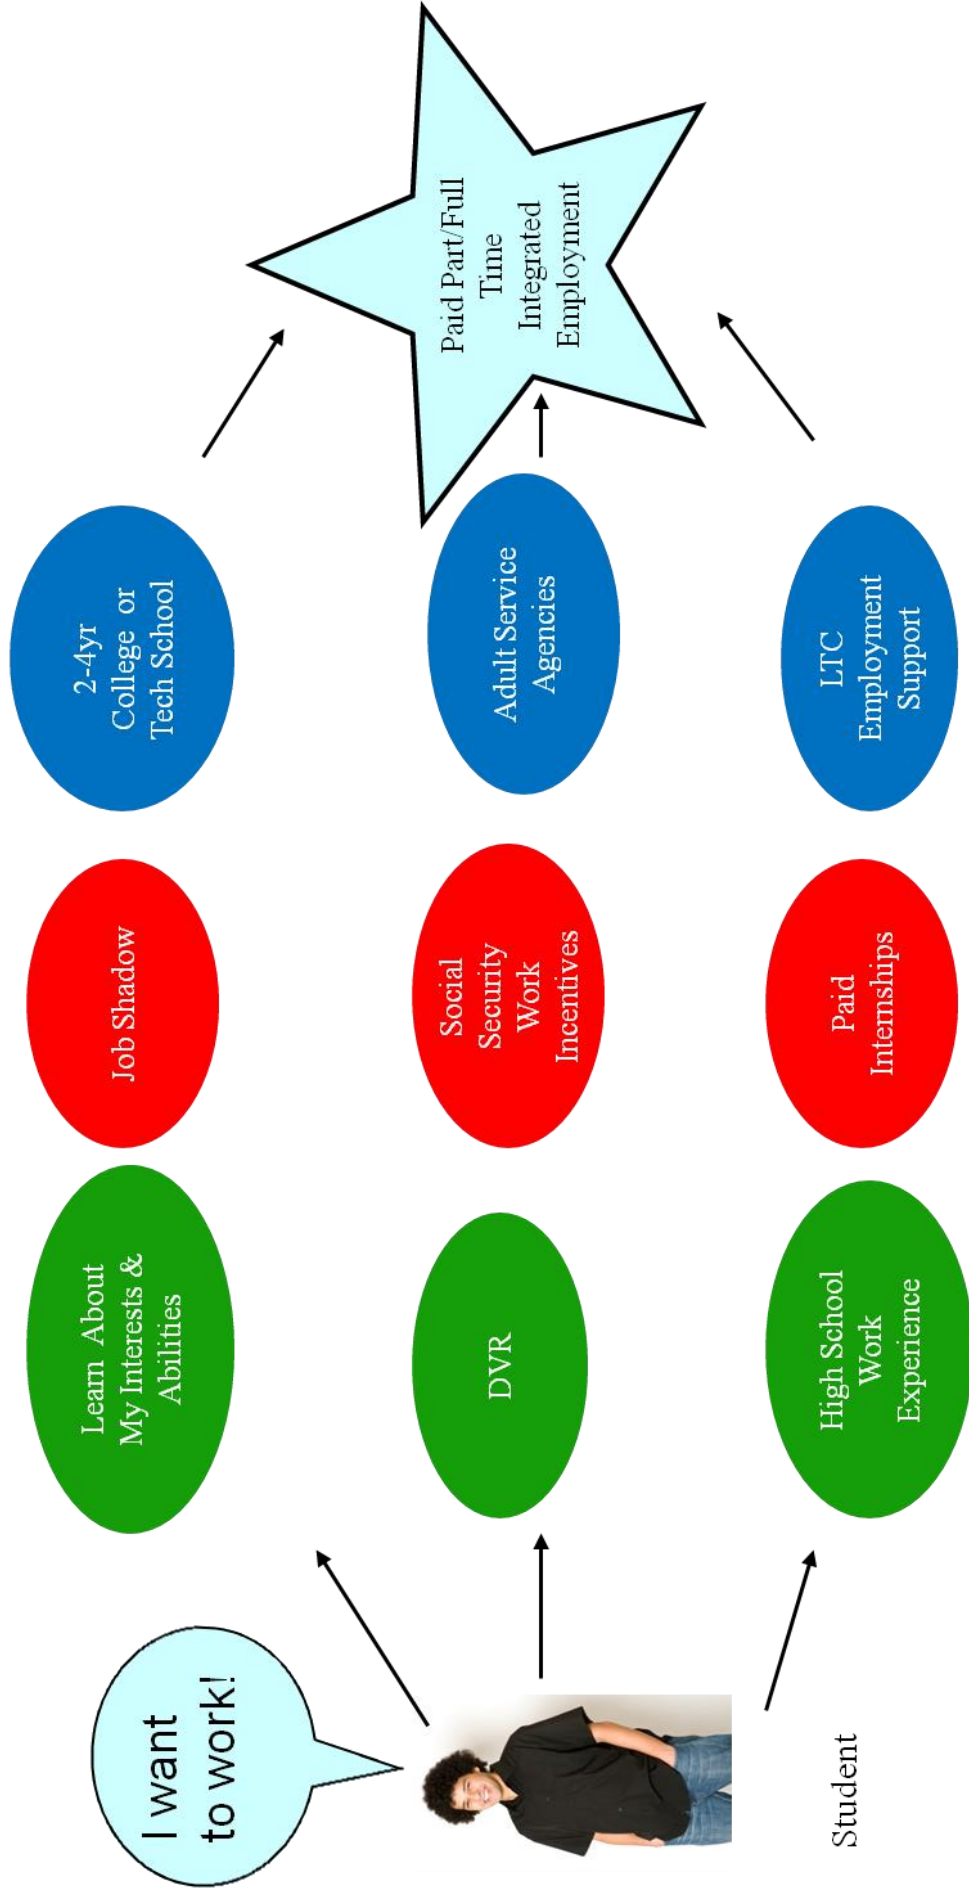 I want
to work!
Student
Learn About
My Interests &
Abilities
DVR
High School
Work
Experience
Job Shadow
Social
Security
Work
Incentives
Paid
Internships
2-4yr
College or
Tech School
Adult Service
Agencies
LTC
Employment
Support
Paid Part/Full
Time
Integrated
Employment